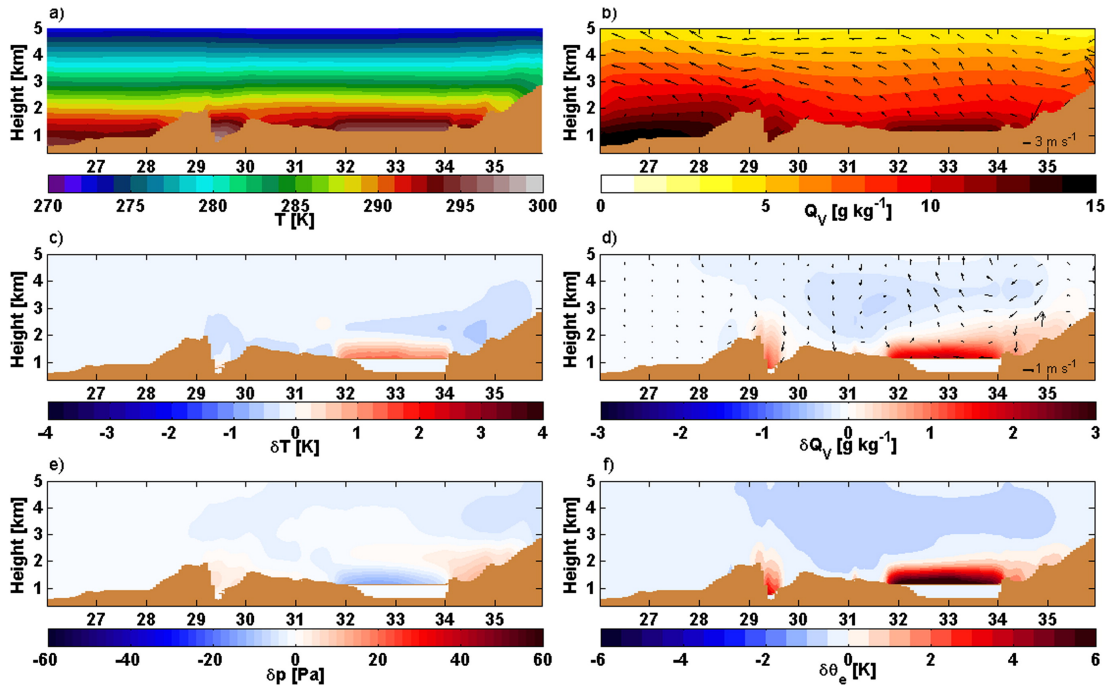 a)
b)
Height [km]
5
4
3
2
1
27 28 29 30 31 32 33 34 35
Height [km]
5
4
3
2
1
3 m s⁻¹
27 28 29 30 31 32 33 34 35
270 275 280 285 290 295 300
T [K]
0 5 10 15
Q_V [g kg⁻¹]
c)
d)
Height [km]
5
4
3
2
1
27 28 29 30 31 32 33 34 35
Height [km]
5
4
3
2
1
1 m s⁻¹
27 28 29 30 31 32 33 34 35
-4 -3 -2 -1 0 1 2 3 4
δT [K]
-3 -2 -1 0 1 2 3
δQ_V [g kg⁻¹]
e)
f)
Height [km]
5
4
3
2
1
27 28 29 30 31 32 33 34 35
Height [km]
5
4
3
2
1
27 28 29 30 31 32 33 34 35
-60 -40 -20 0 20 40 60
δp [Pa]
-6 -4 -2 0 2 4 6
δθ_e [K]